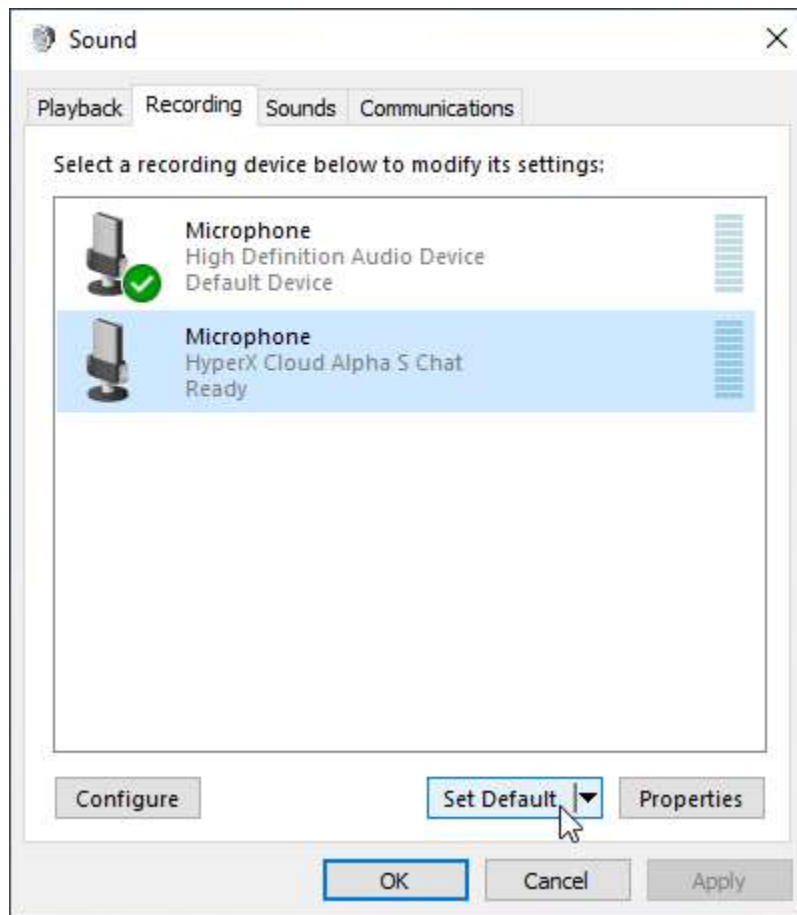 Sound
Playback Recording Sounds Communications
Select a recording device below to modify its settings:
Microphone
High Definition Audio Device
Default Device
Microphone
HyperX Cloud Alpha S Chat
Ready
Configure Set Default Properties
OK Cancel Apply